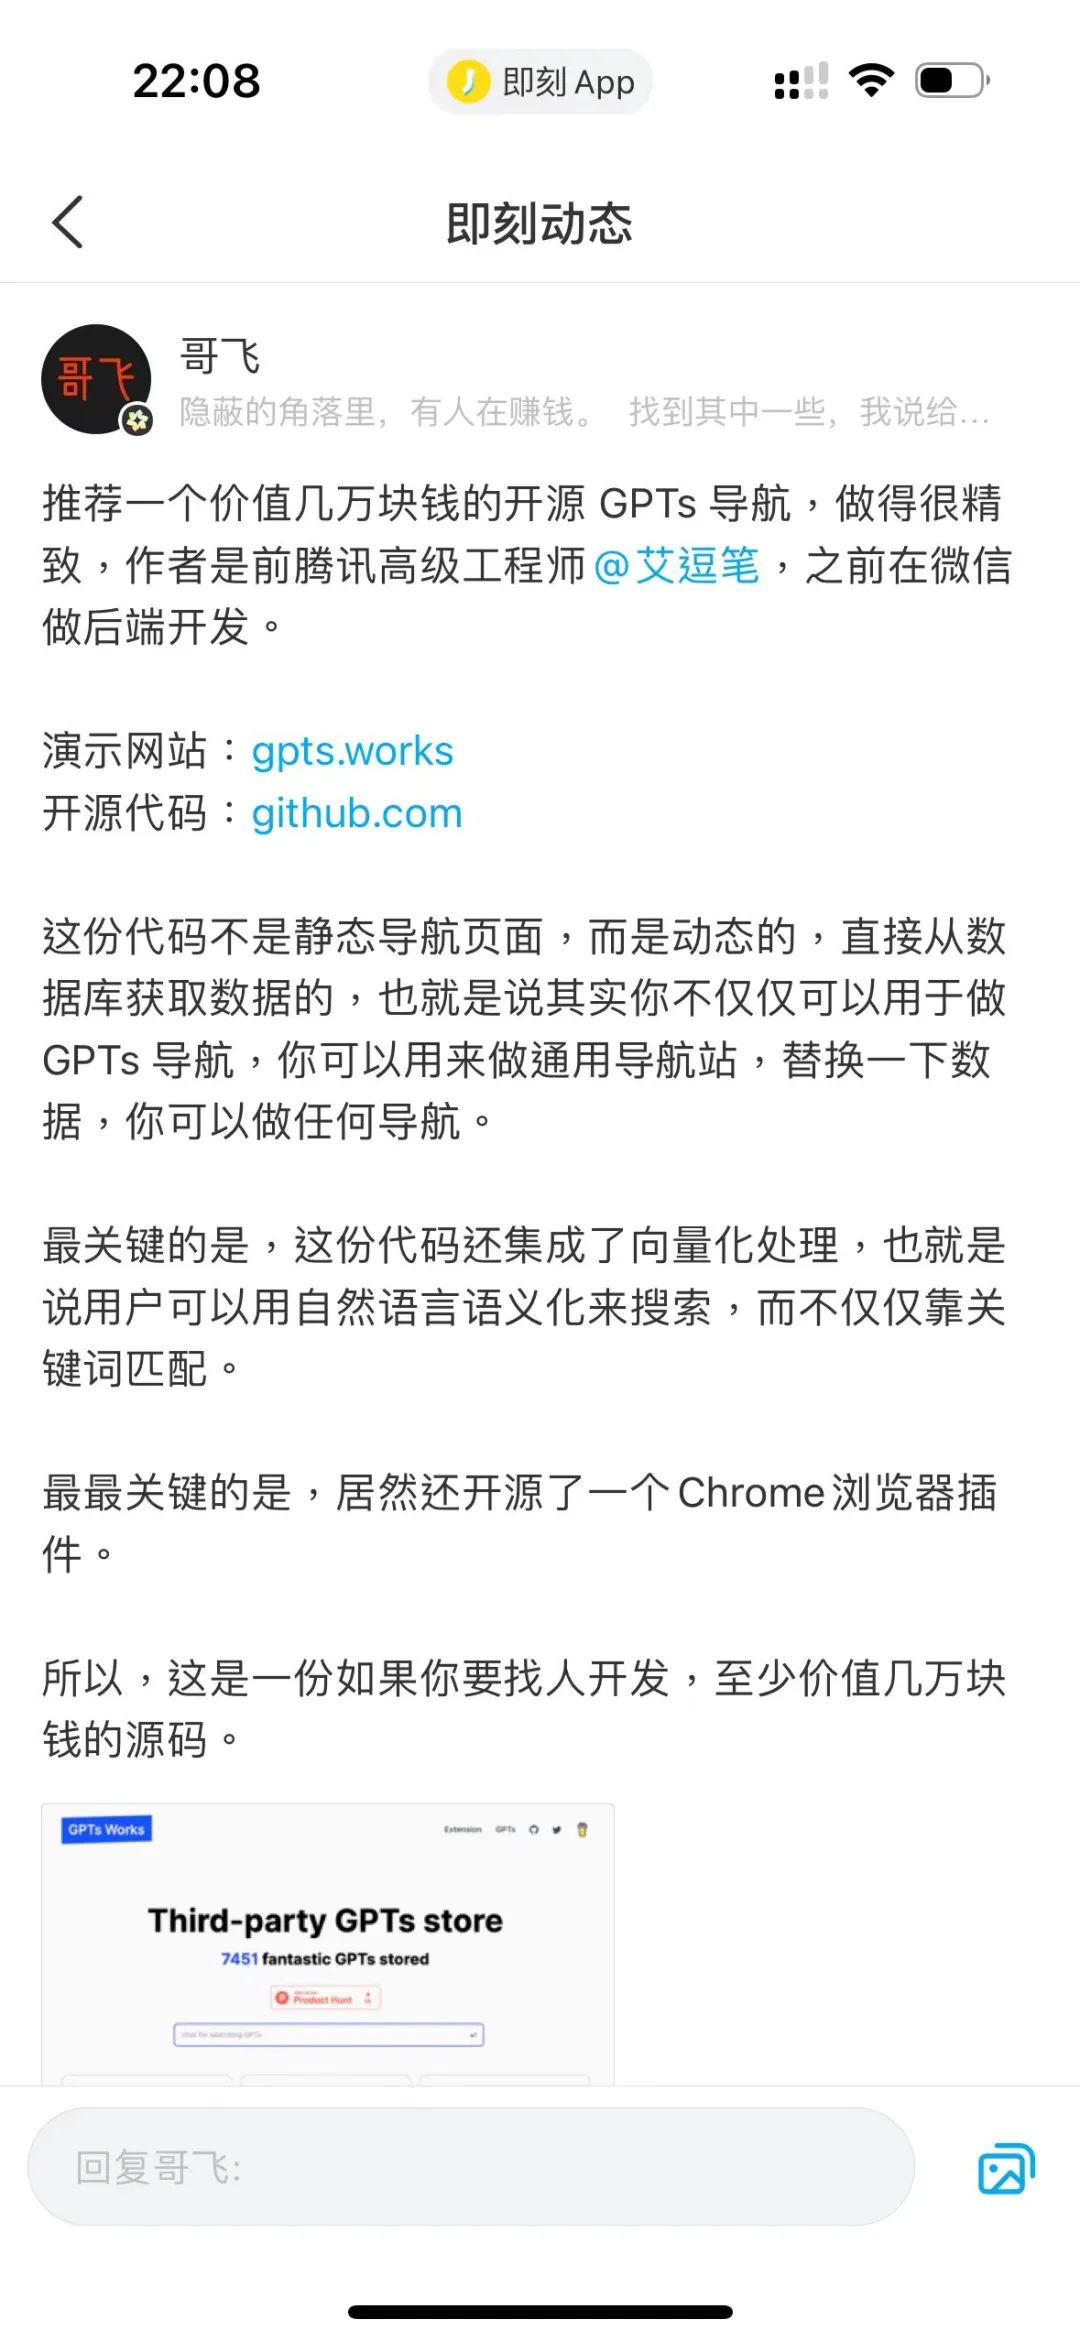 22:08
即刻 App
即刻动态
哥飞
哥飞
隐蔽的角落里，有人在赚钱。 找到其中一些，我说给…
推荐一个价值几万块钱的开源 GPTs 导航，做得很精
致，作者是前腾讯高级工程师@艾逗笔，之前在微信
做后端开发。
演示网站：gpts.works
开源代码：github.com
这份代码不是静态导航页面，而是动态的，直接从数
据库获取数据的，也就是说其实你不仅仅可以用于做
GPTs 导航，你可以用来做通用导航站，替换一下数
据，你可以做任何导航。
最关键的是，这份代码还集成了向量化处理，也就是
说用户可以用自然语言语义化来搜索，而不仅仅靠关
键词匹配。
最最关键的是，居然还开源了一个Chrome浏览器插
件。
所以，这是一份如果你要找人开发，至少价值几万块
钱的源码。
GPTs Works
Extension GPTs
Third-party GPTs store
7451 fantastic GPTs stored
Product Hunt
chat for searching GPTs
回复哥飞: